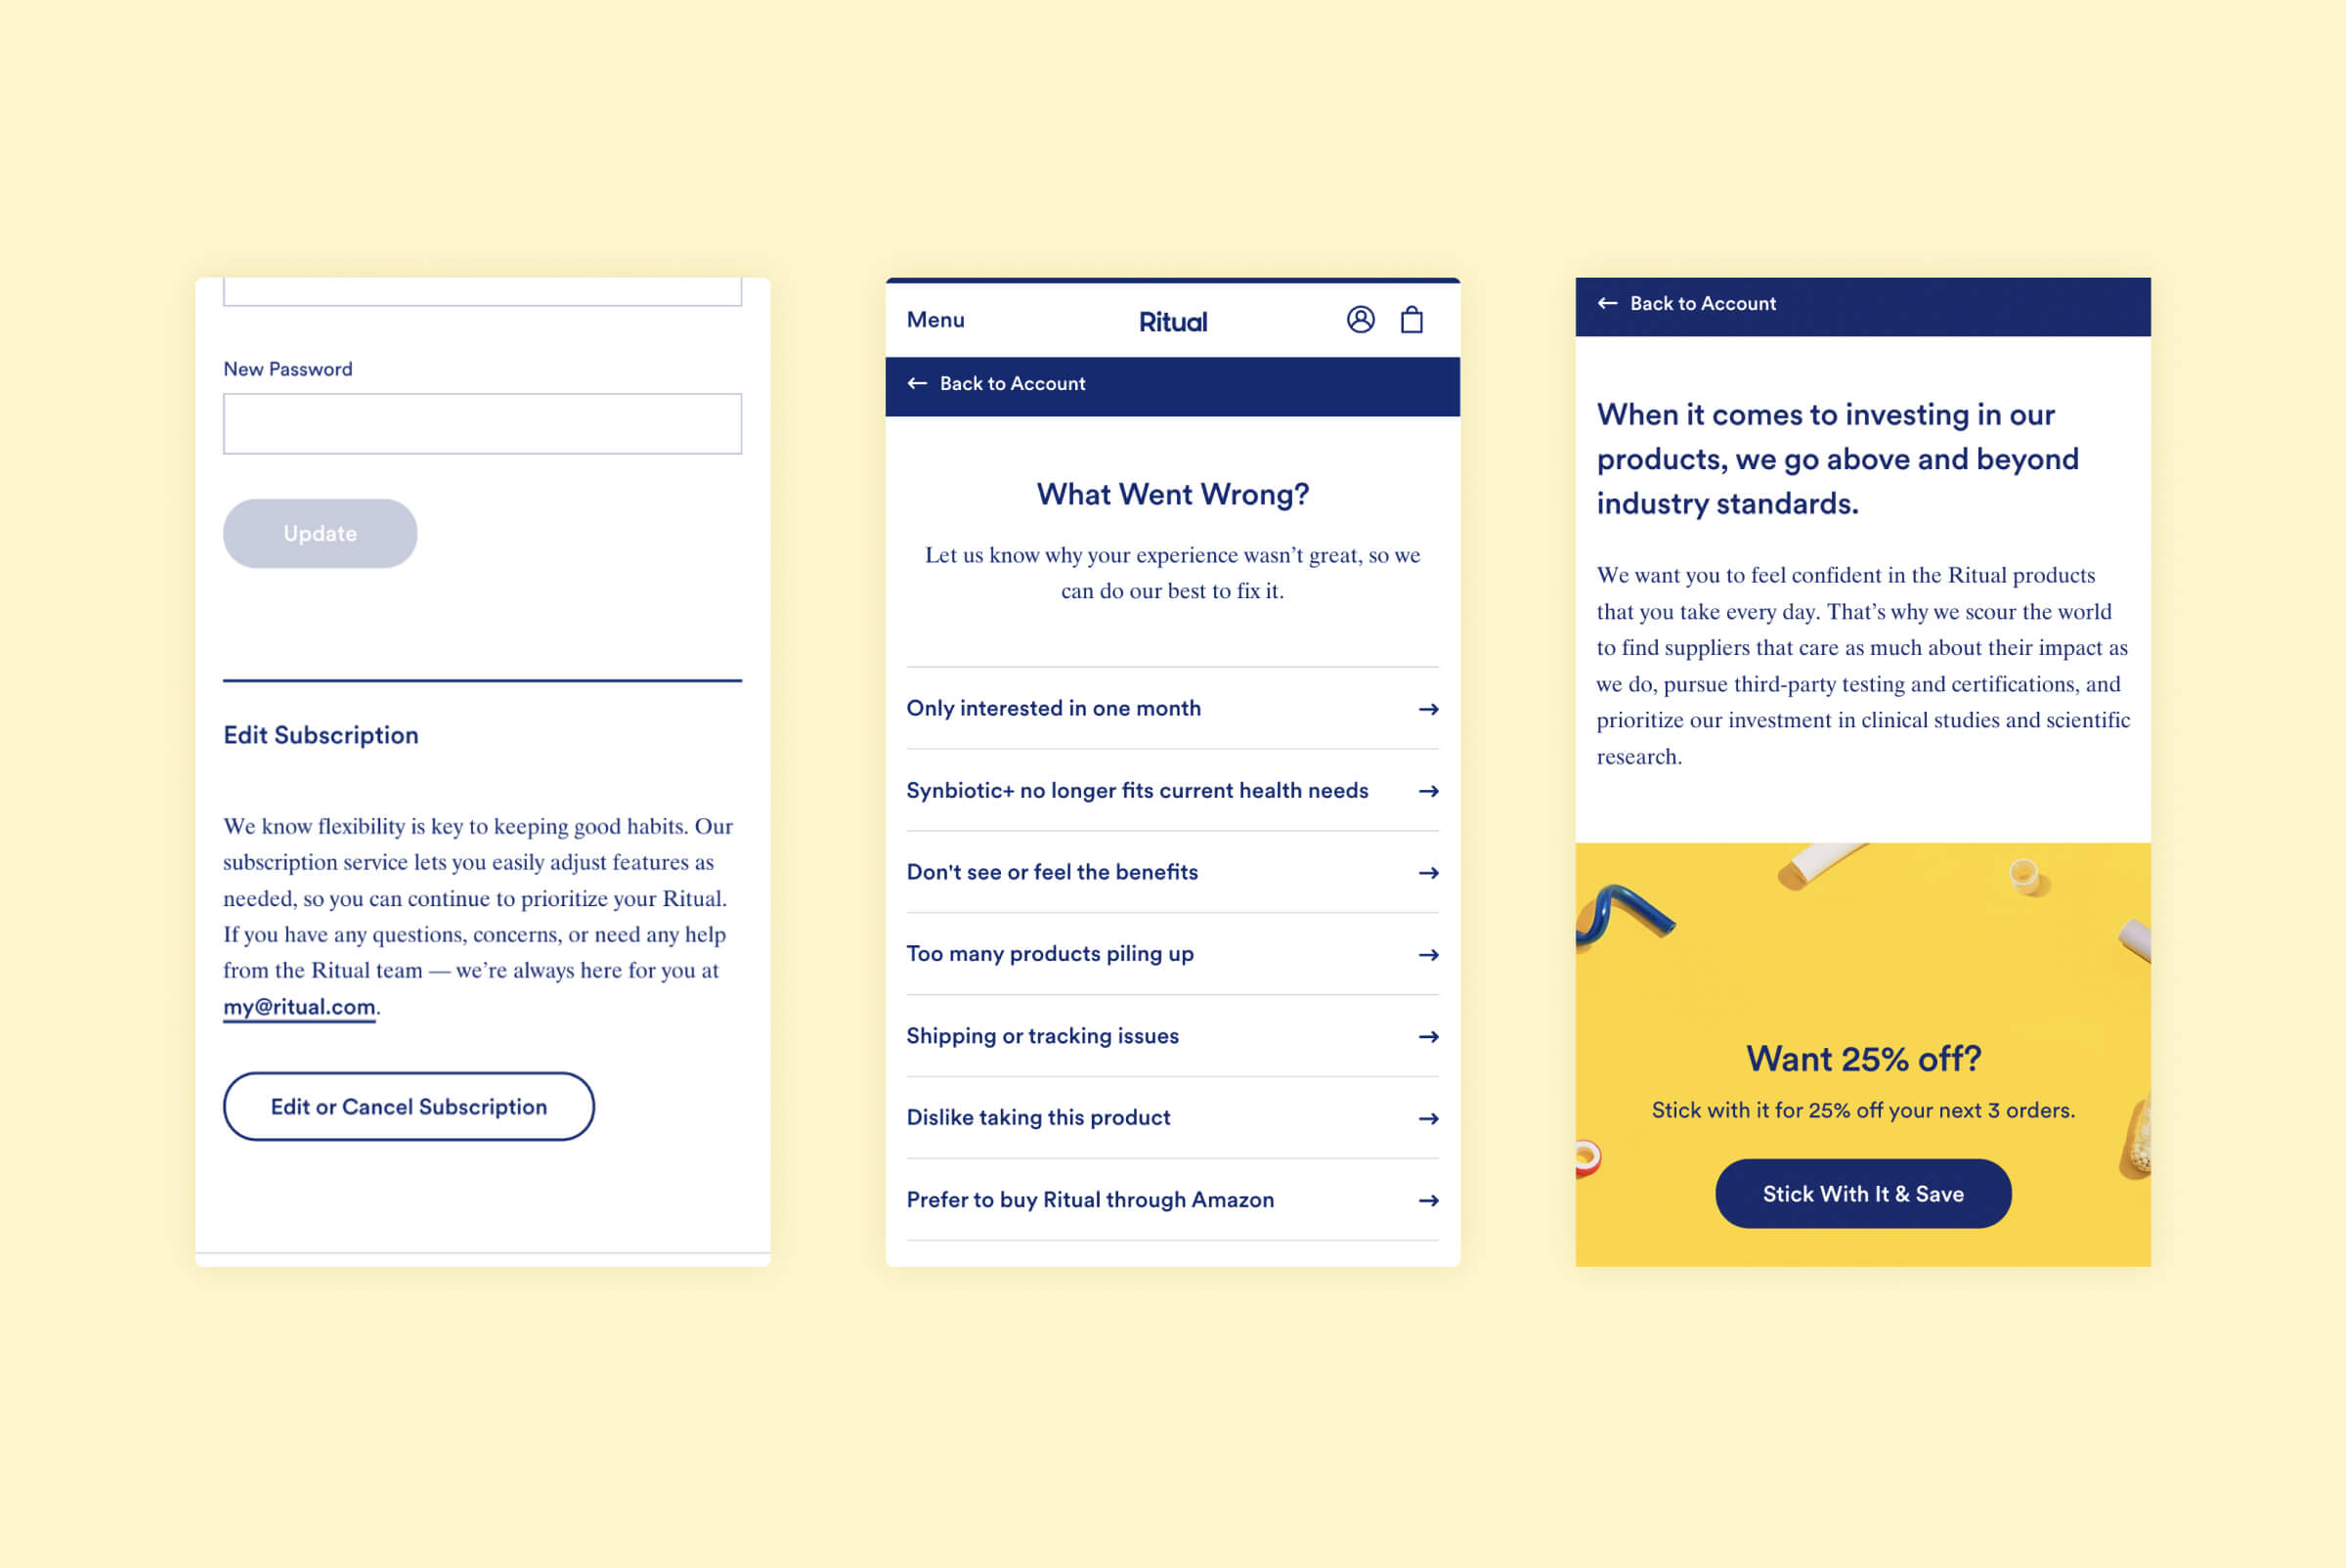 New Password
Update
Edit Subscription
We know flexibility is key to keeping good habits. Our
subscription service lets you easily adjust features as
needed, so you can continue to prioritize your Ritual.
If you have any questions, concerns, or need any help
from the Ritual team — we’re always here for you at
my@ritual.com.
Edit or Cancel Subscription
Menu
Ritual
← Back to Account
What Went Wrong?
Let us know why your experience wasn’t great, so we
can do our best to fix it.
Only interested in one month →
Synbiotic+ no longer fits current health needs →
Don't see or feel the benefits →
Too many products piling up →
Shipping or tracking issues →
Dislike taking this product →
Prefer to buy Ritual through Amazon →
← Back to Account
When it comes to investing in our
products, we go above and beyond
industry standards.
We want you to feel confident in the Ritual products
that you take every day. That’s why we scour the world
to find suppliers that care as much about their impact as
we do, pursue third-party testing and certifications, and
prioritize our investment in clinical studies and scientific
research.
Want 25% off?
Stick with it for 25% off your next 3 orders.
Stick With It & Save